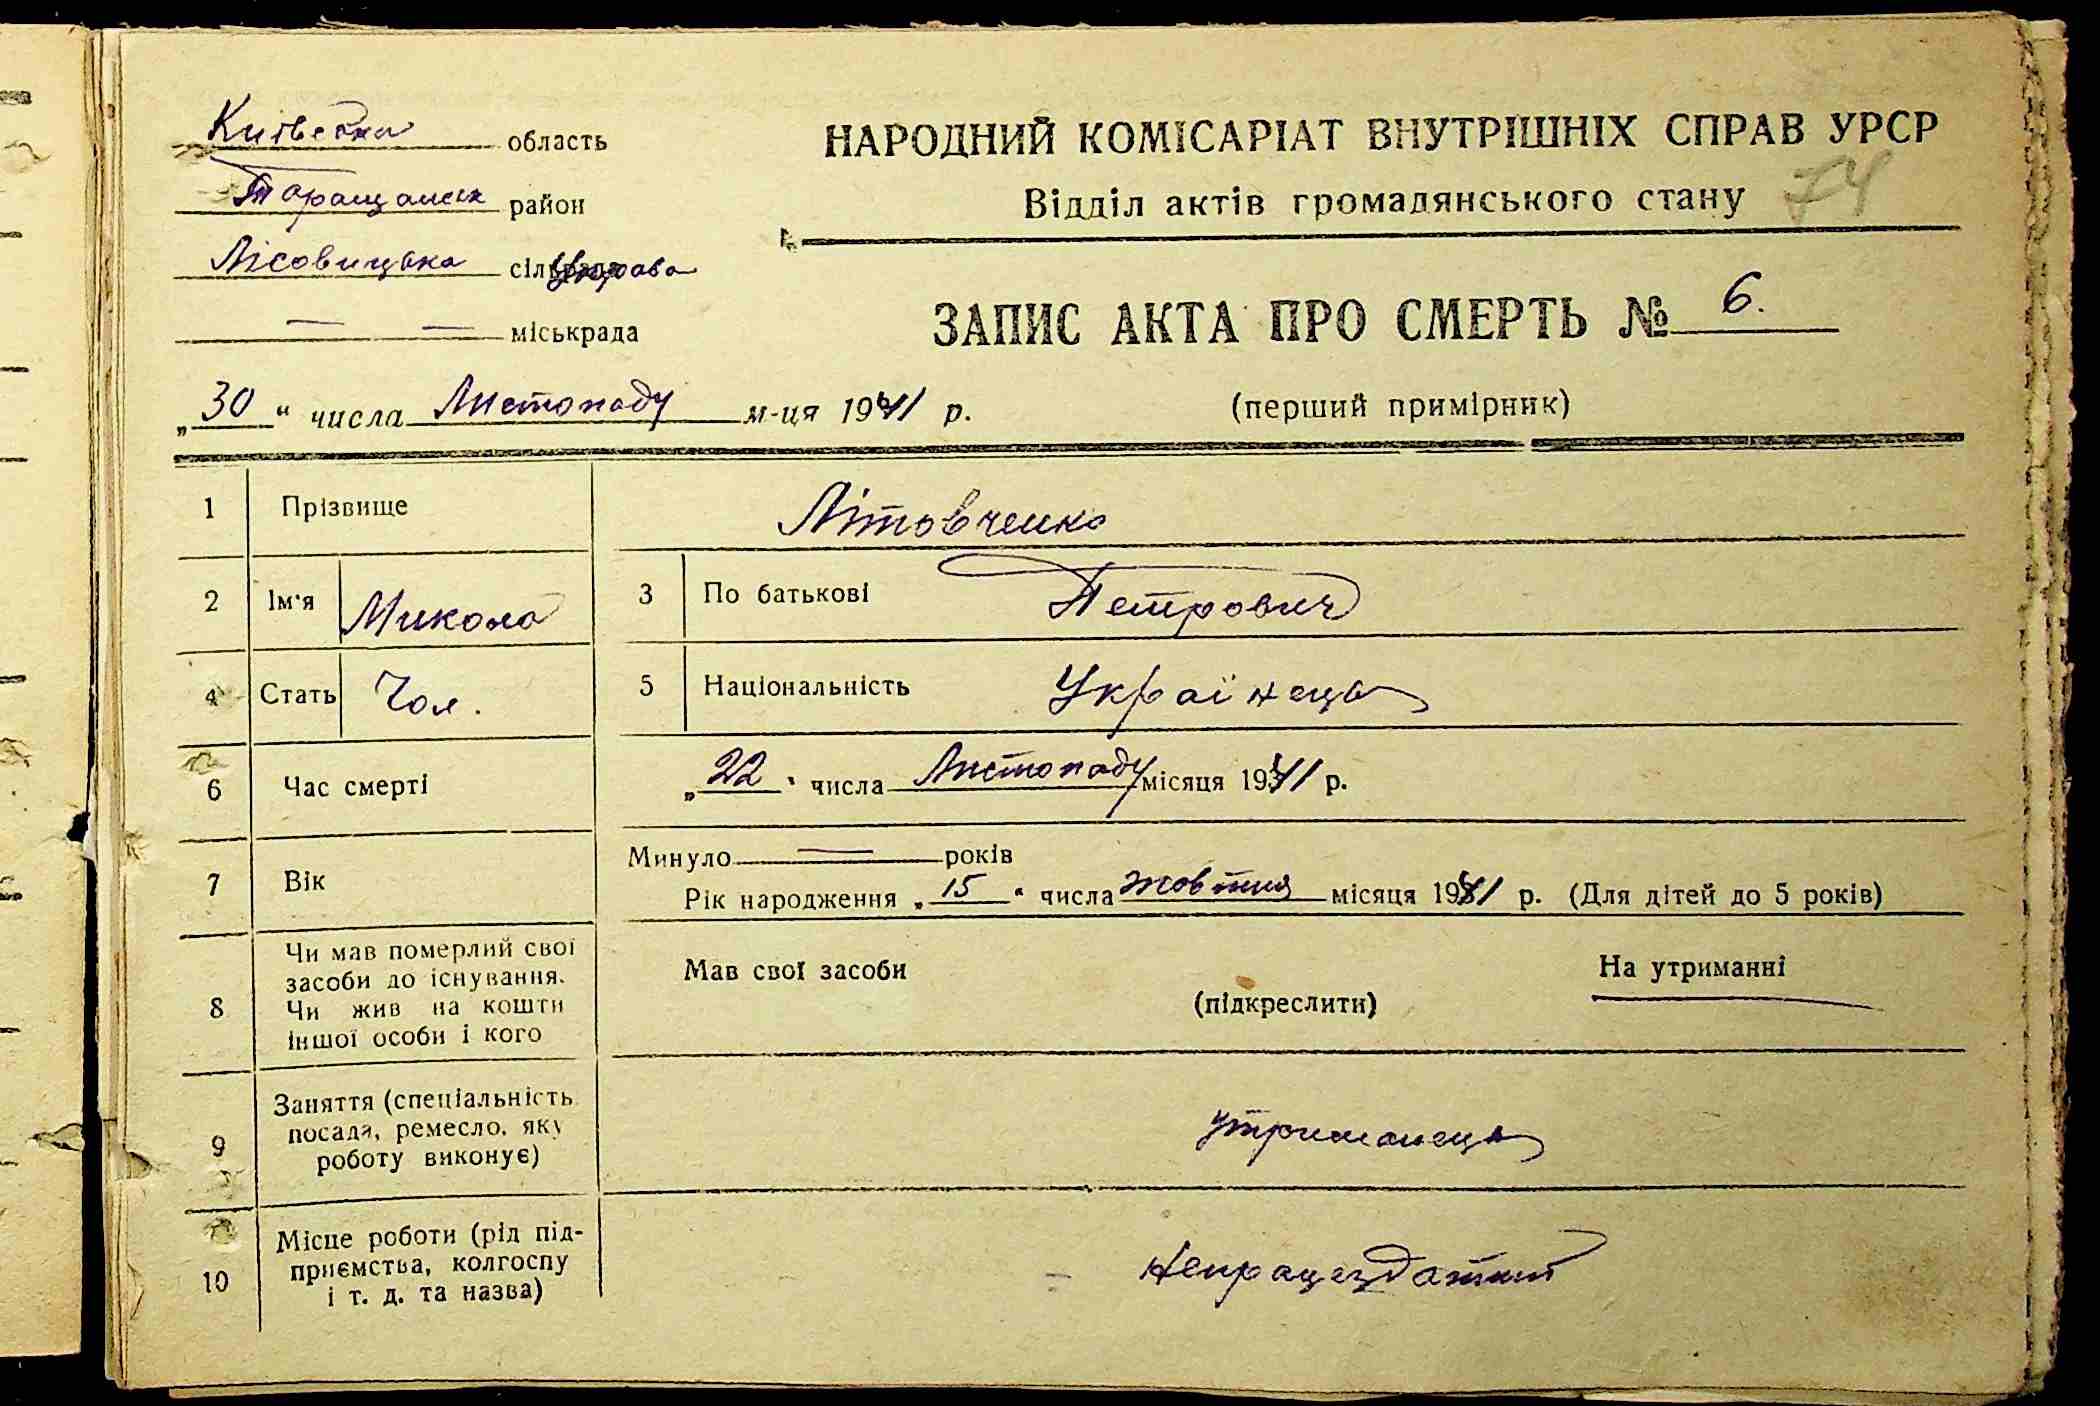 Київська область
Таращанськ район
Лісовицька сільрада Управа
— — міськрада
НАРОДНИЙ КОМІСАРІАТ ВНУТРІШНІХ СПРАВ УРСР
Відділ актів громадянського стану
74
ЗАПИС АКТА ПРО СМЕРТЬ № 6.
„30“ числа Листопаду м-ця 1941 р.
(перший примірник)
1 Прізвище Літовченко
2 Ім'я Микола 3 По батькові Петрович
4 Стать Чол. 5 Національність Українець
6 Час смерті „22“ числа Листопаду місяця 1941 р.
7 Вік Минуло — років
Рік народження „15“ числа жовтня місяця 1941 р. (Для дітей до 5 років)
8 Чи мав померлий свої
засоби до існування.
Чи жив на кошти
іншої особи і кого
Мав свої засоби
(підкреслити)
На утриманні
9 Заняття (спеціальність
посада, ремесло, яку
роботу виконує)
утриманець
10 Місце роботи (рід під-
приємства, колгоспу
і т. д. та назва)
непрацездатний